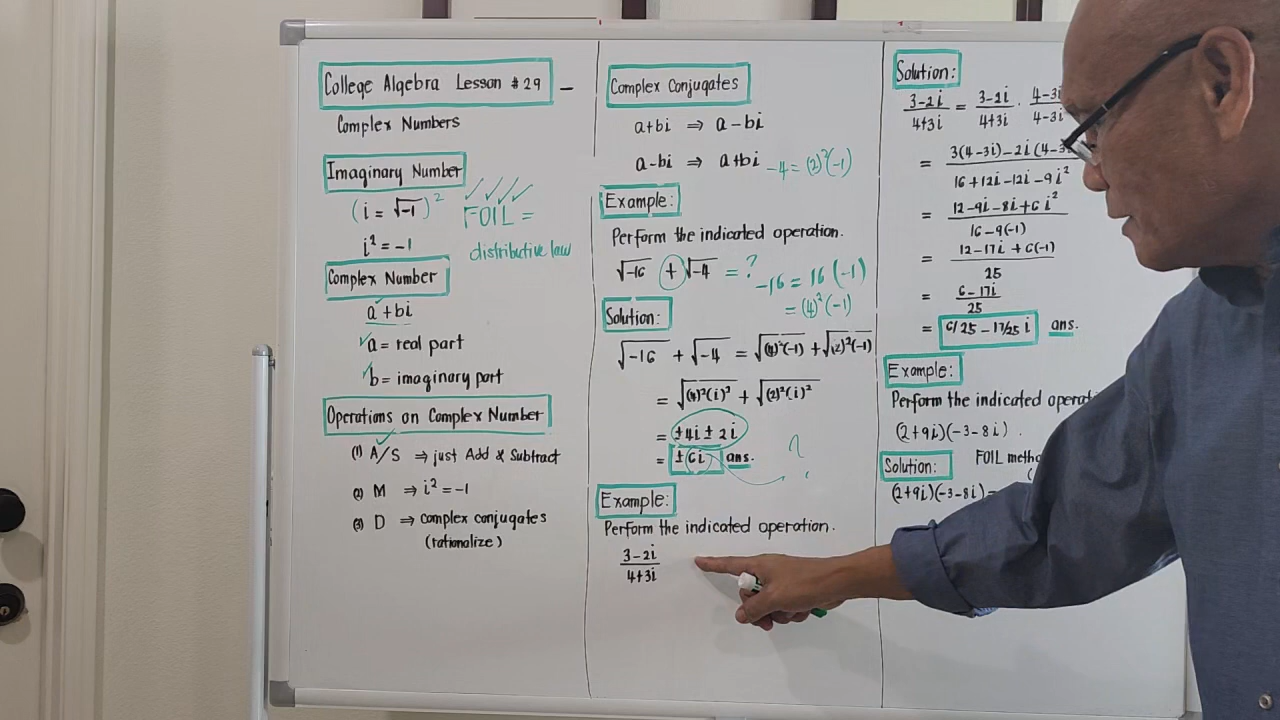 College Algebra Lesson # 29 -
Complex Numbers
Imaginary Number
(i = √-1)²
i² = -1
FOIL =
distributive law
Complex Number
a + bi
a = real part
b = imaginary part
Operations on Complex Number
(1) A/S ⇒ just Add & Subtract
(2) M ⇒ i² = -1
(3) D ⇒ complex conjugates
(rationalize)
Complex Conjugates
a+bi ⇒ a-bi
a-bi ⇒ a+bi
-4 = (2)²(-1)
Example:
Perform the indicated operation.
√-16 + √-4 = ?
-16 = 16(-1)
= (4)²(-1)
Solution:
√-16 + √-4 = √(4)²(-1) + √(2)²(-1)
= √(4)²(i)² + √(2)²(i)²
= ±4i ± 2i
= ±6i ans.
Example:
Perform the indicated operation.
3-2i
4+3i
Solution:
3-2i/4+3i = 3-2i/4+3i · 4-3i/4-3i
= 3(4-3i)-2i(4-3
16+12i-12i-9i²
= 12-9i-8i+6i²
16-9(-1)
= 12-17i+6(-1)
25
= 6-17i
25
= 6/25 - 17/25 i ans.
Example:
Perform the indicated
(2+9i)(-3-8i).
Solution: FOIL
(2+9i)(-3-8i)